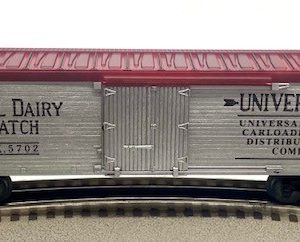 L DAIRY
ATCH
X.5702
UNIVER
UNIVERSA
CARLOADI
DISTRIBU
COM